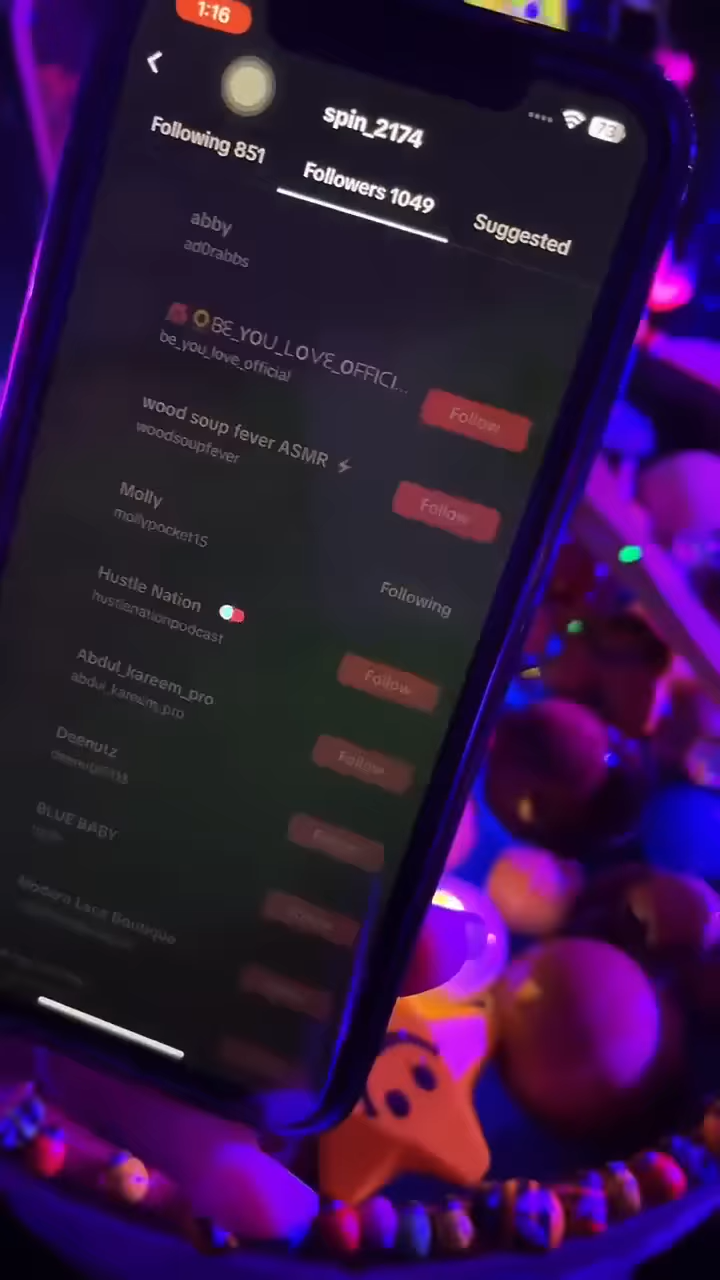 1:16
73
spin_2174
Following 851
Followers 1049
Suggested
abby
ad0rabbs
BE_YOU_LOVE_OFFICI...
be_you_love_official
Follow
wood soup fever ASMR
woodsoupfever
Follow
Molly
mollypocket15
Following
Hustle Nation
hustlenationpodcast
Follow
Abdul_kareem_pro
abdul_kareem_pro
Follow
Deenutz
BLUE BABY